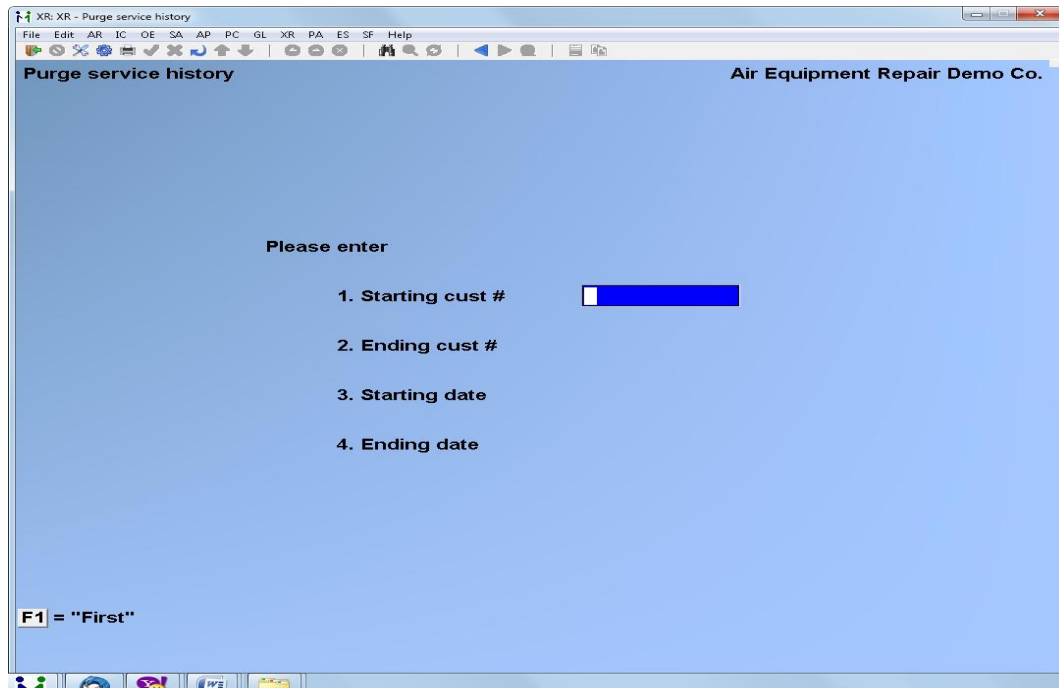 XR: XR - Purge service history
File Edit AR IC OE SA AP PC GL XR PA ES SF Help
Purge service history Air Equipment Repair Demo Co.
Please enter
1. Starting cust #
2. Ending cust #
3. Starting date
4. Ending date
F1 = "First"